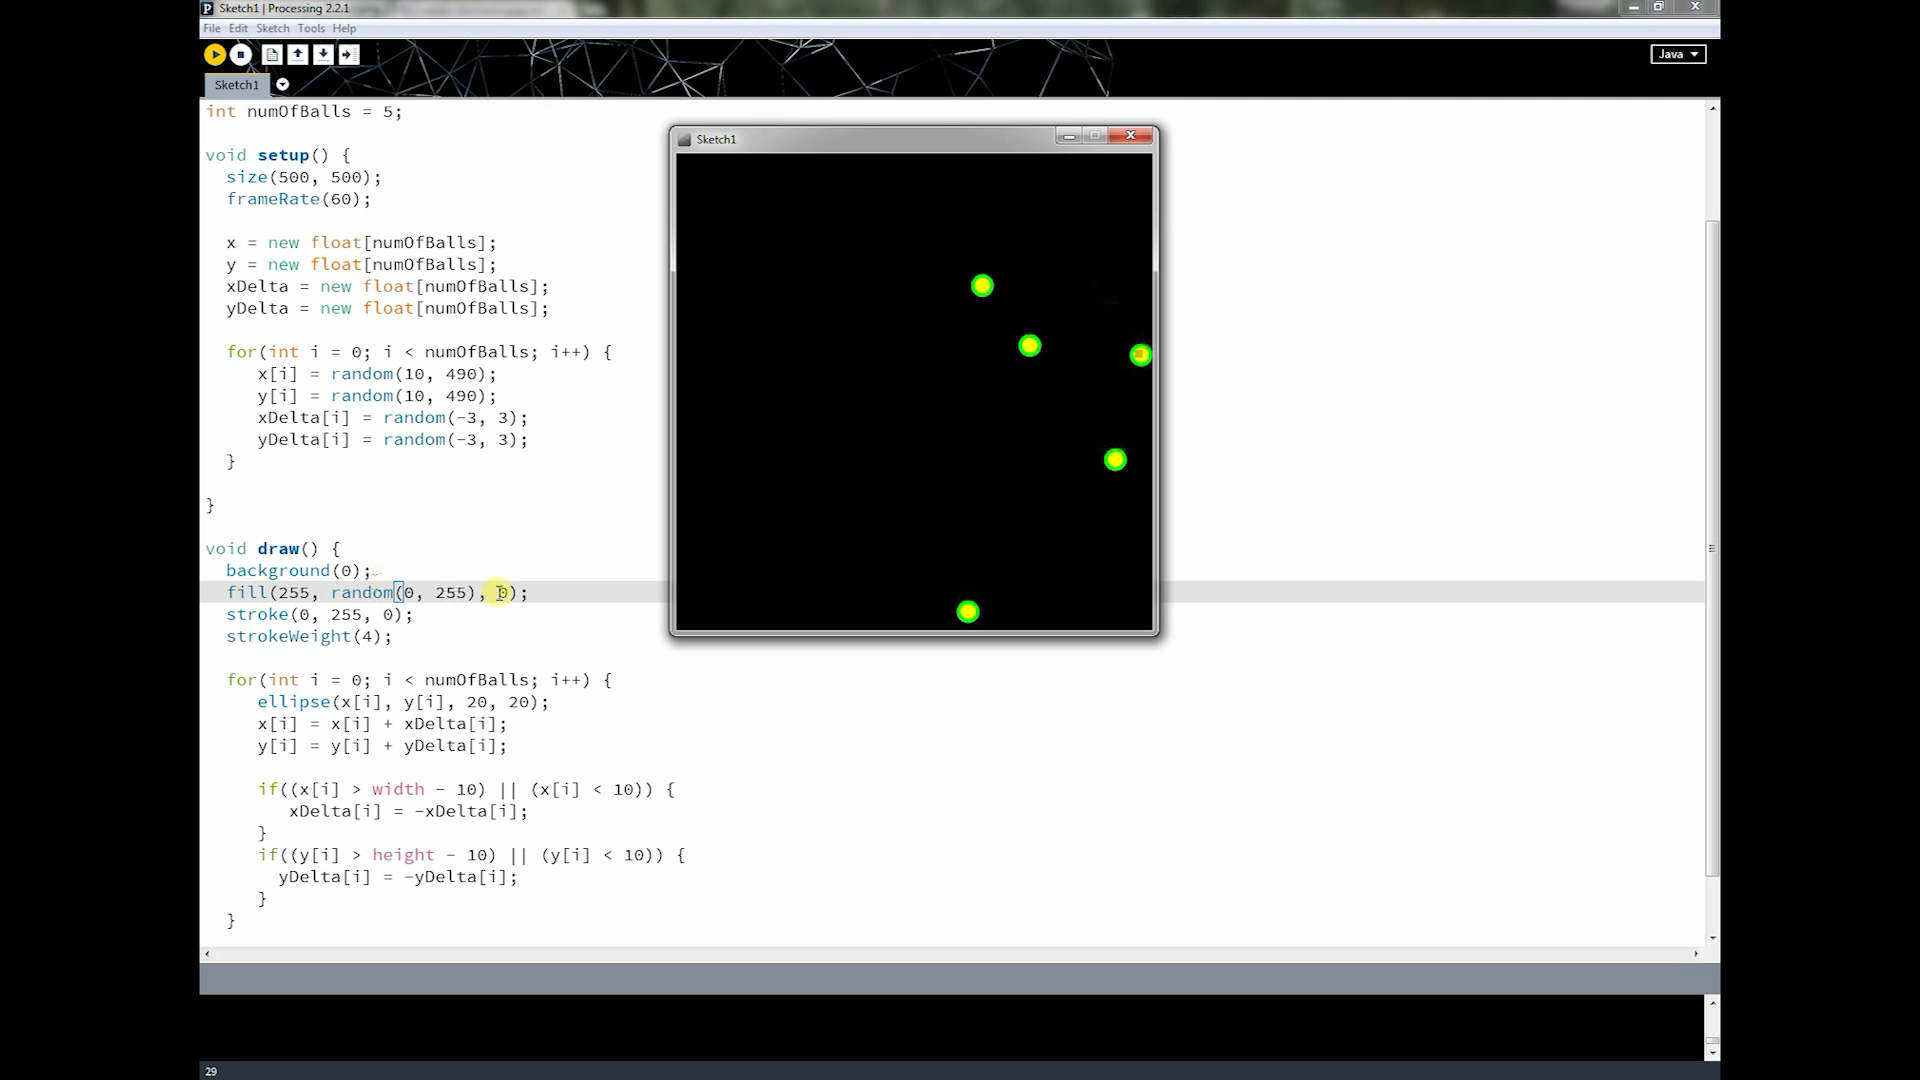 Sketch1 | Processing 2.2.1
File Edit Sketch Tools Help
Java
Sketch1
int numOfBalls = 5;
void setup() {
size(500, 500);
frameRate(60);
x = new float[numOfBalls];
y = new float[numOfBalls];
xDelta = new float[numOfBalls];
yDelta = new float[numOfBalls];
for(int i = 0; i < numOfBalls; i++) {
x[i] = random(10, 490);
y[i] = random(10, 490);
xDelta[i] = random(-3, 3);
yDelta[i] = random(-3, 3);
}
}
void draw() {
background(0);
fill(255, random(0, 255), 0);
stroke(0, 255, 0);
strokeWeight(4);
for(int i = 0; i < numOfBalls; i++) {
ellipse(x[i], y[i], 20, 20);
x[i] = x[i] + xDelta[i];
y[i] = y[i] + yDelta[i];
if((x[i] > width - 10) || (x[i] < 10)) {
xDelta[i] = -xDelta[i];
}
if((y[i] > height - 10) || (y[i] < 10)) {
yDelta[i] = -yDelta[i];
}
}
Sketch1
29